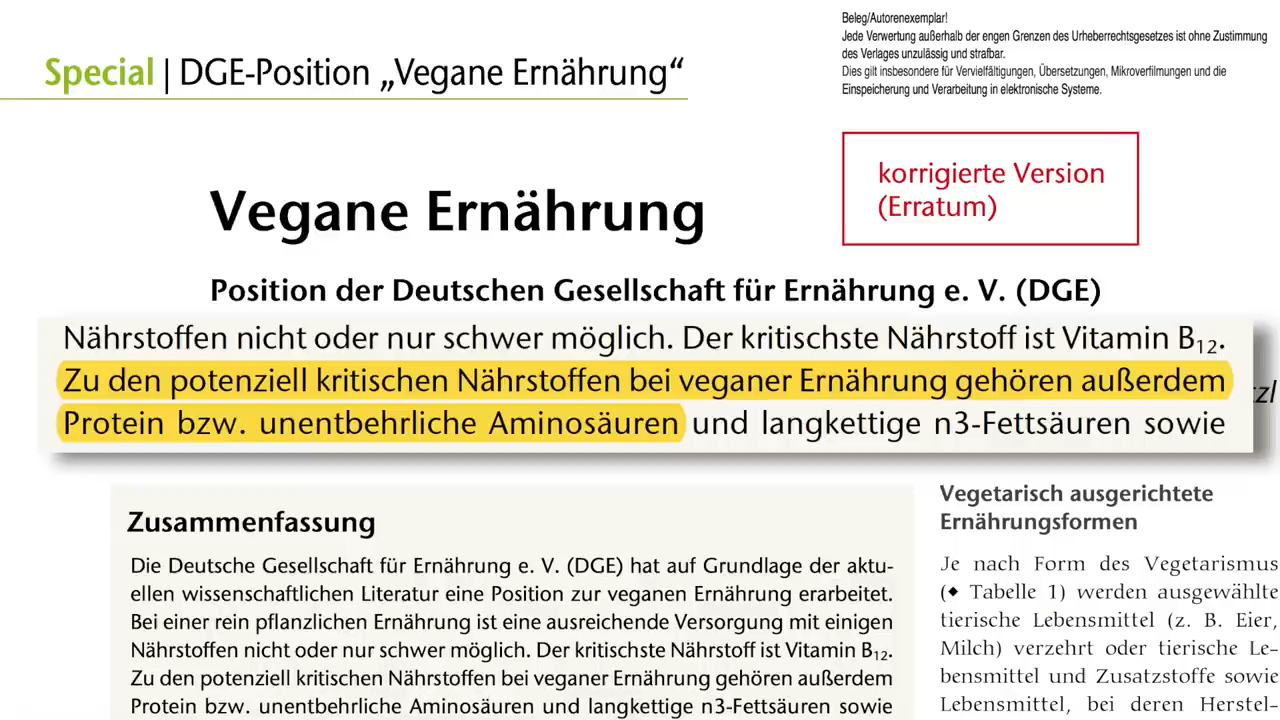 Beleg/Autorenexemplar!
Jede Verwertung außerhalb der engen Grenzen des Urheberrechtsgesetzes ist ohne Zustimmung
des Verlages unzulässig und strafbar.
Dies gilt insbesondere für Vervielfältigungen, Übersetzungen, Mikroverfilmungen und die
Einspeicherung und Verarbeitung in elektronische Systeme.
Special | DGE-Position „Vegane Ernährung“
korrigierte Version
(Erratum)
Vegane Ernährung
Position der Deutschen Gesellschaft für Ernährung e. V. (DGE)
Nährstoffen nicht oder nur schwer möglich. Der kritischste Nährstoff ist Vitamin B₁₂.
Zu den potenziell kritischen Nährstoffen bei veganer Ernährung gehören außerdem
Protein bzw. unentbehrliche Aminosäuren und langkettige n3-Fettsäuren sowie
Zusammenfassung
Die Deutsche Gesellschaft für Ernährung e. V. (DGE) hat auf Grundlage der aktu-
ellen wissenschaftlichen Literatur eine Position zur veganen Ernährung erarbeitet.
Bei einer rein pflanzlichen Ernährung ist eine ausreichende Versorgung mit einigen
Nährstoffen nicht oder nur schwer möglich. Der kritischste Nährstoff ist Vitamin B₁₂.
Zu den potenziell kritischen Nährstoffen bei veganer Ernährung gehören außerdem
Protein bzw. unentbehrliche Aminosäuren und langkettige n3-Fettsäuren sowie
Vegetarisch ausgerichtete
Ernährungsformen
Je nach Form des Vegetarismus
(◆ Tabelle 1) werden ausgewählte
tierische Lebensmittel (z. B. Eier,
Milch) verzehrt oder tierische Le-
bensmittel und Zusatzstoffe sowie
Lebensmittel, bei deren Herstel-